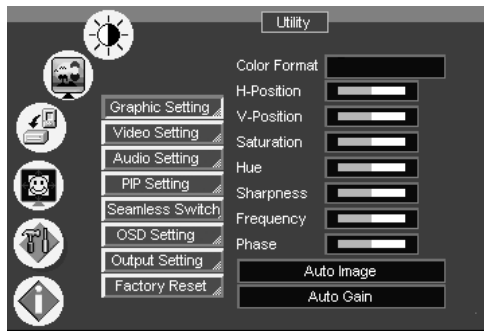 Utility
Graphic Setting
Video Setting
Audio Setting
PIP Setting
Seamless Switch
OSD Setting
Output Setting
Factory Reset
Color Format
H-Position
V-Position
Saturation
Hue
Sharpness
Frequency
Phase
Auto Image
Auto Gain